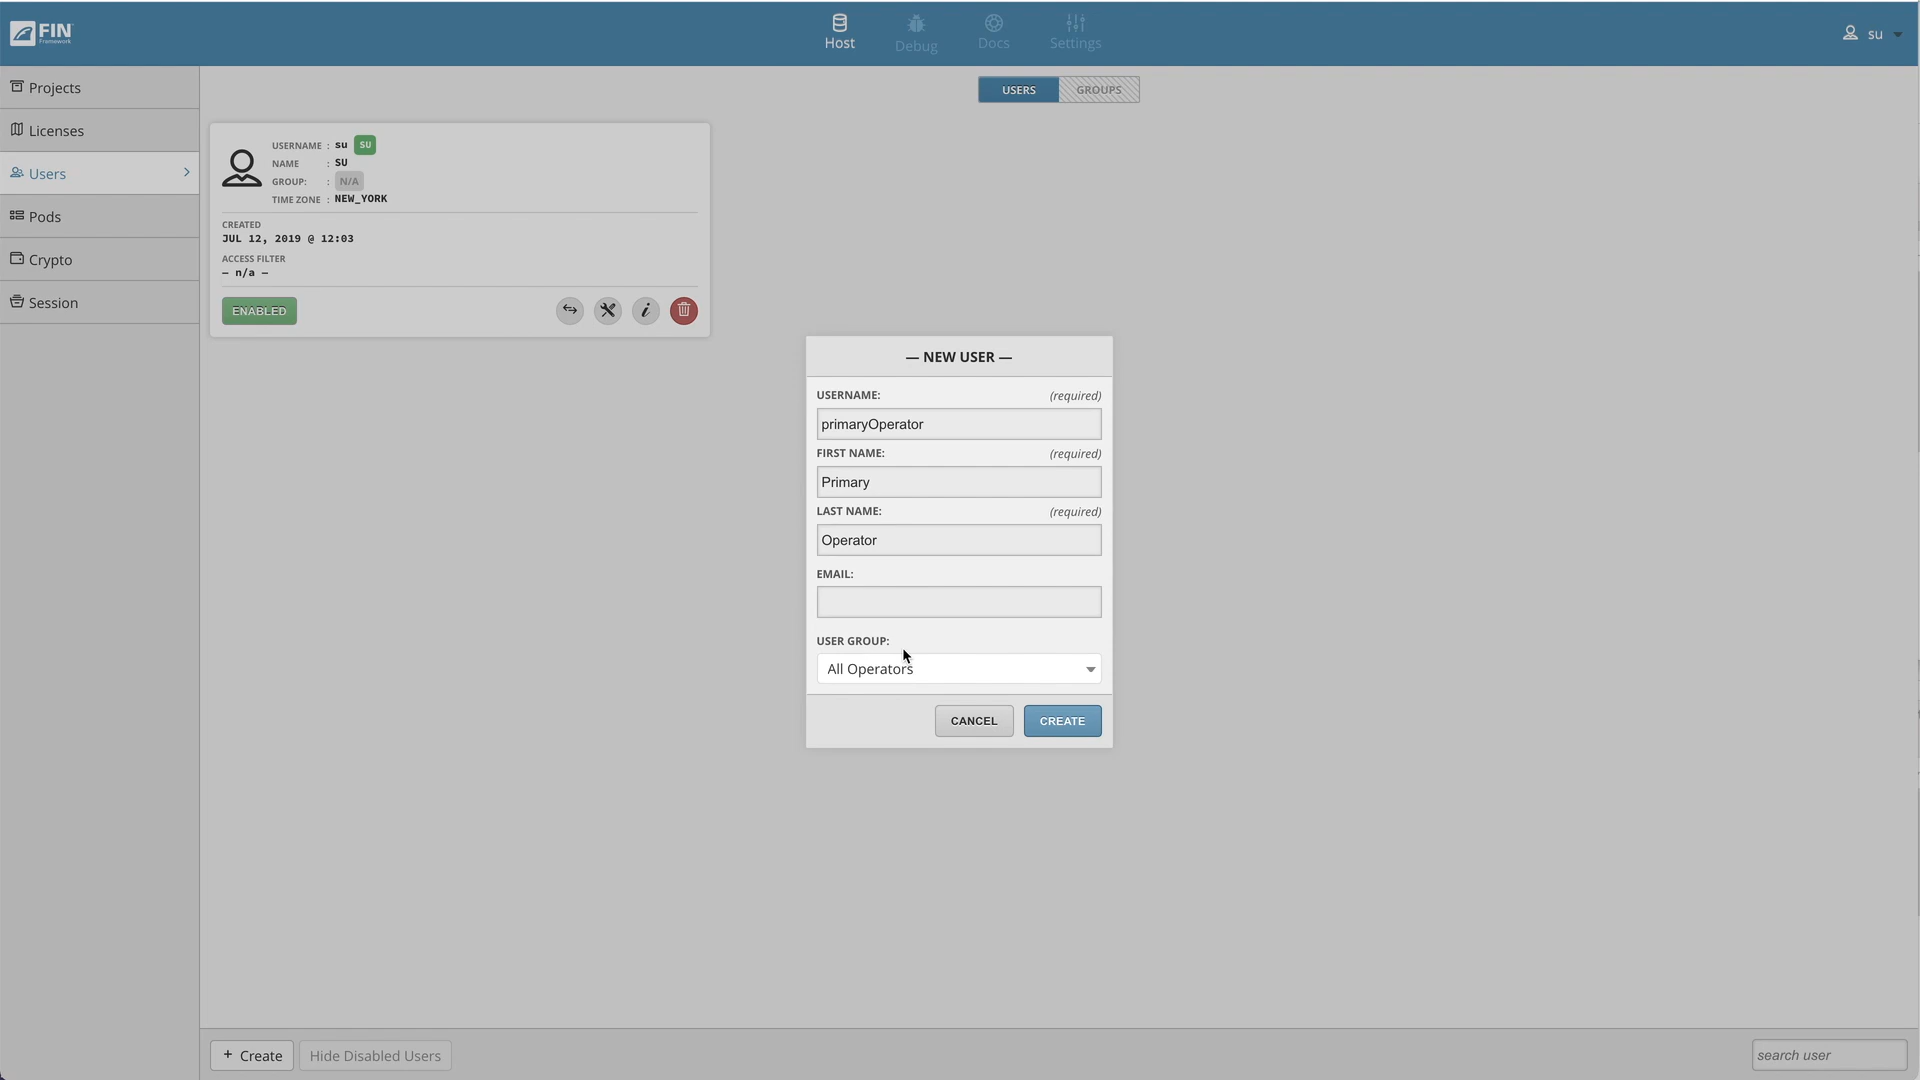 FIN
Framework
Host
Debug
Docs
Settings
su
Projects
Licenses
Users
Pods
Crypto
Session
USERS
GROUPS
USERNAME : su SU
NAME : SU
GROUP: : N/A
TIME ZONE : NEW_YORK
CREATED
JUL 12, 2019 @ 12:03
ACCESS FILTER
– n/a –
ENABLED
— NEW USER —
USERNAME: (required)
primaryOperator
FIRST NAME: (required)
Primary
LAST NAME: (required)
Operator
EMAIL:
USER GROUP:
All Operators
CANCEL
CREATE
+ Create
Hide Disabled Users
search user